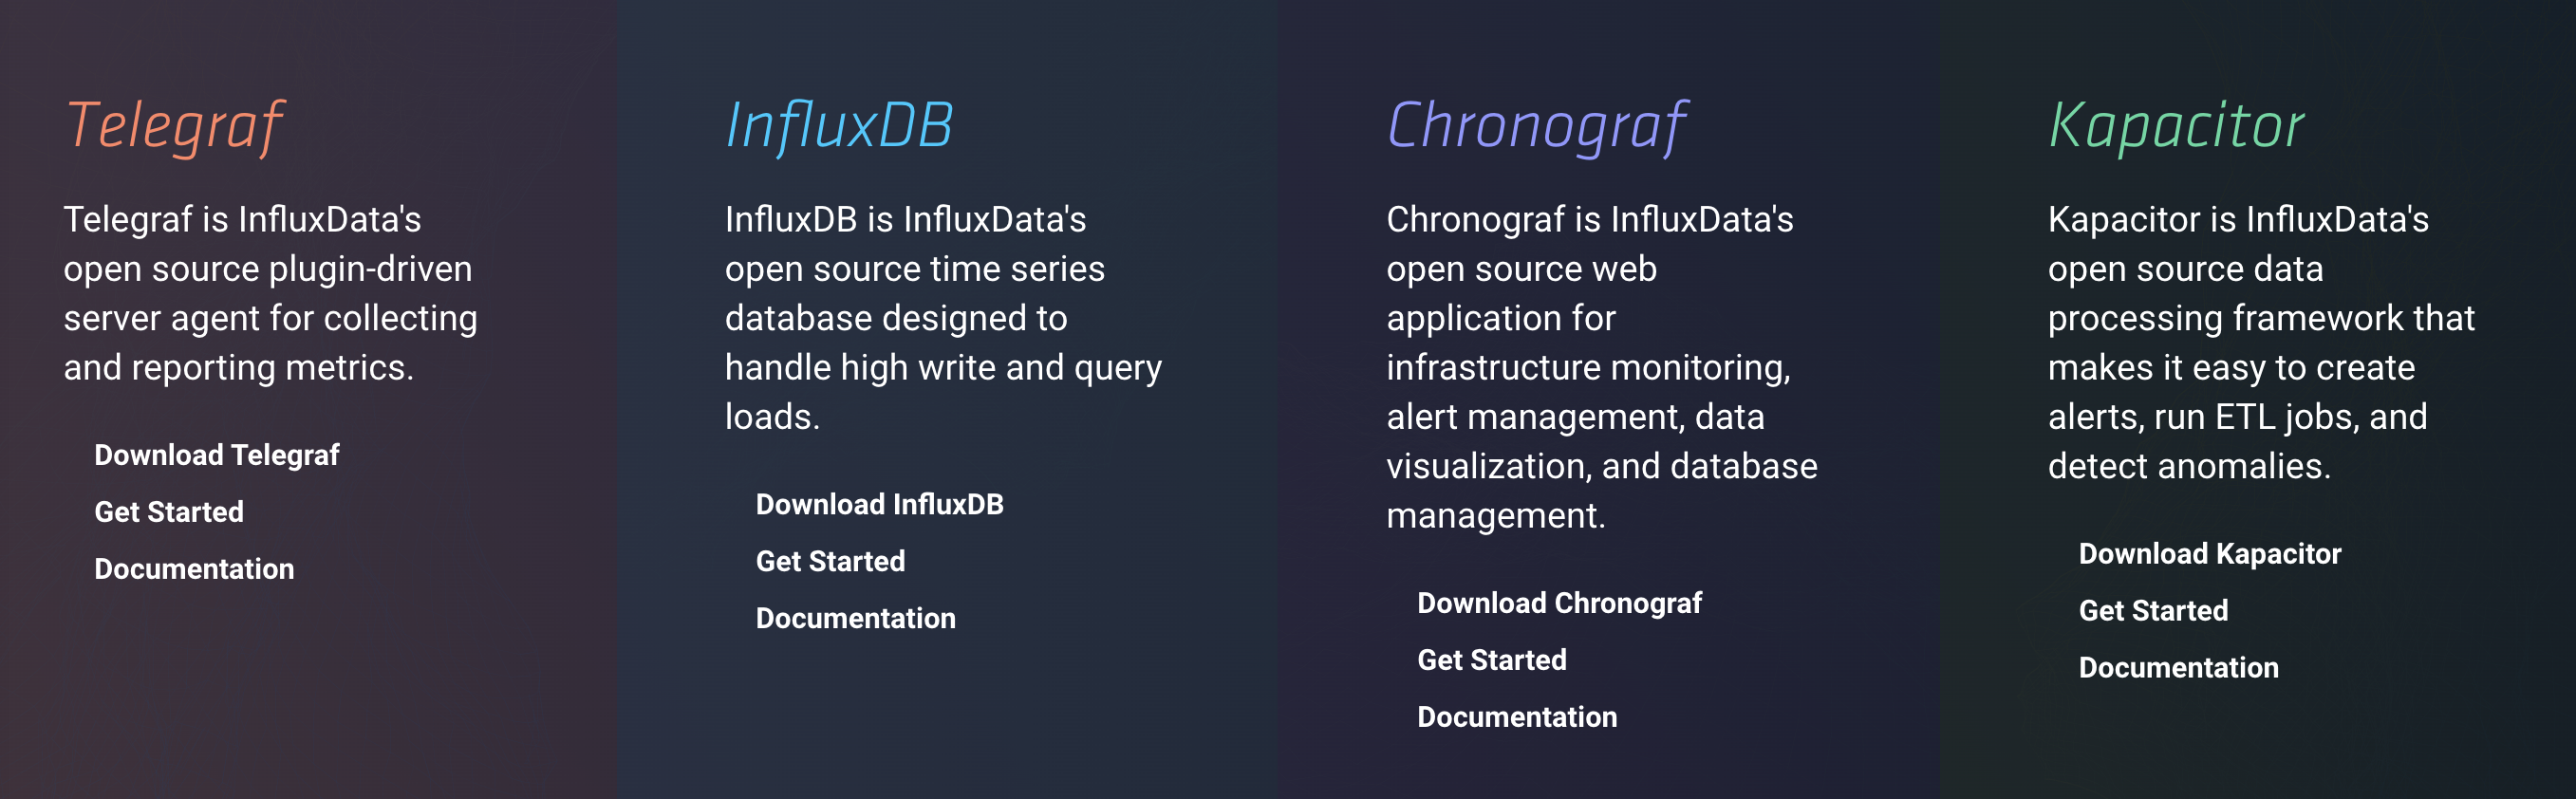 Telegraf
Telegraf is InfluxData's
open source plugin-driven
server agent for collecting
and reporting metrics.
Download Telegraf
Get Started
Documentation
InfluxDB
InfluxDB is InfluxData's
open source time series
database designed to
handle high write and query
loads.
Download InfluxDB
Get Started
Documentation
Chronograf
Chronograf is InfluxData's
open source web
application for
infrastructure monitoring,
alert management, data
visualization, and database
management.
Download Chronograf
Get Started
Documentation
Kapacitor
Kapacitor is InfluxData's
open source data
processing framework that
makes it easy to create
alerts, run ETL jobs, and
detect anomalies.
Download Kapacitor
Get Started
Documentation